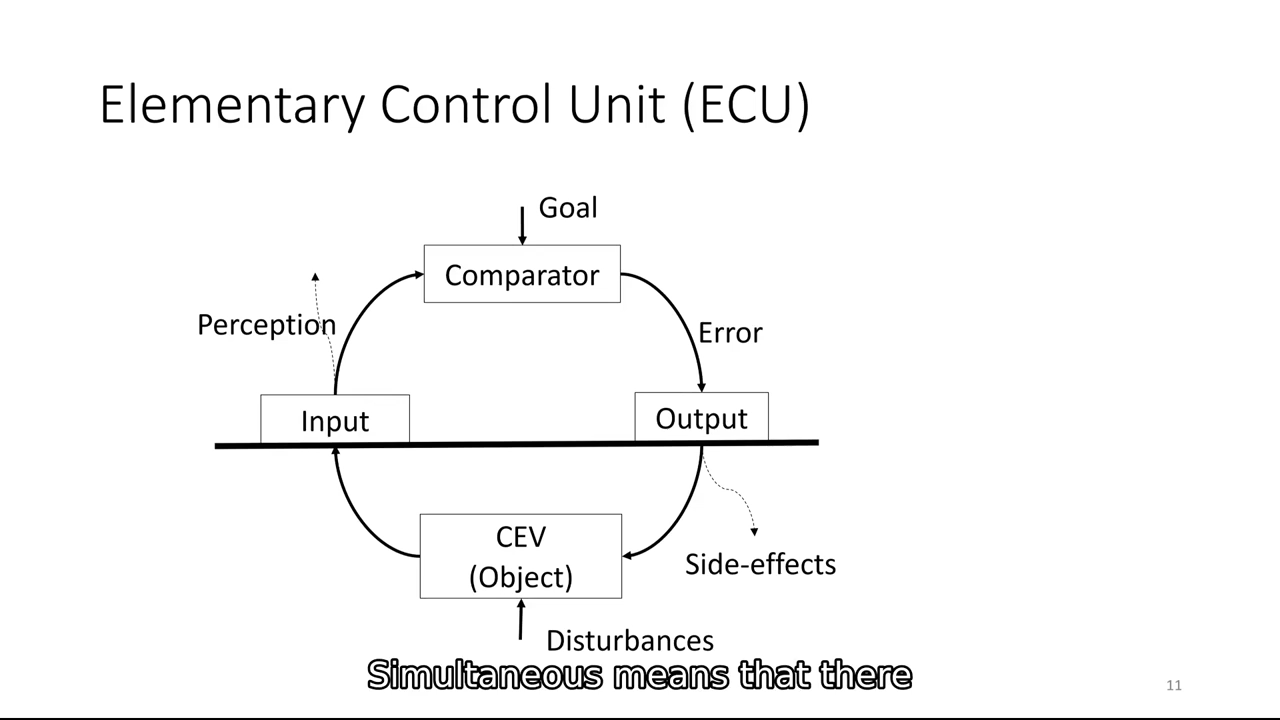 Elementary Control Unit (ECU)
Goal
Comparator
Perception
Error
Input
Output
CEV
(Object)
Side-effects
Disturbances
Simultaneous means that there
11